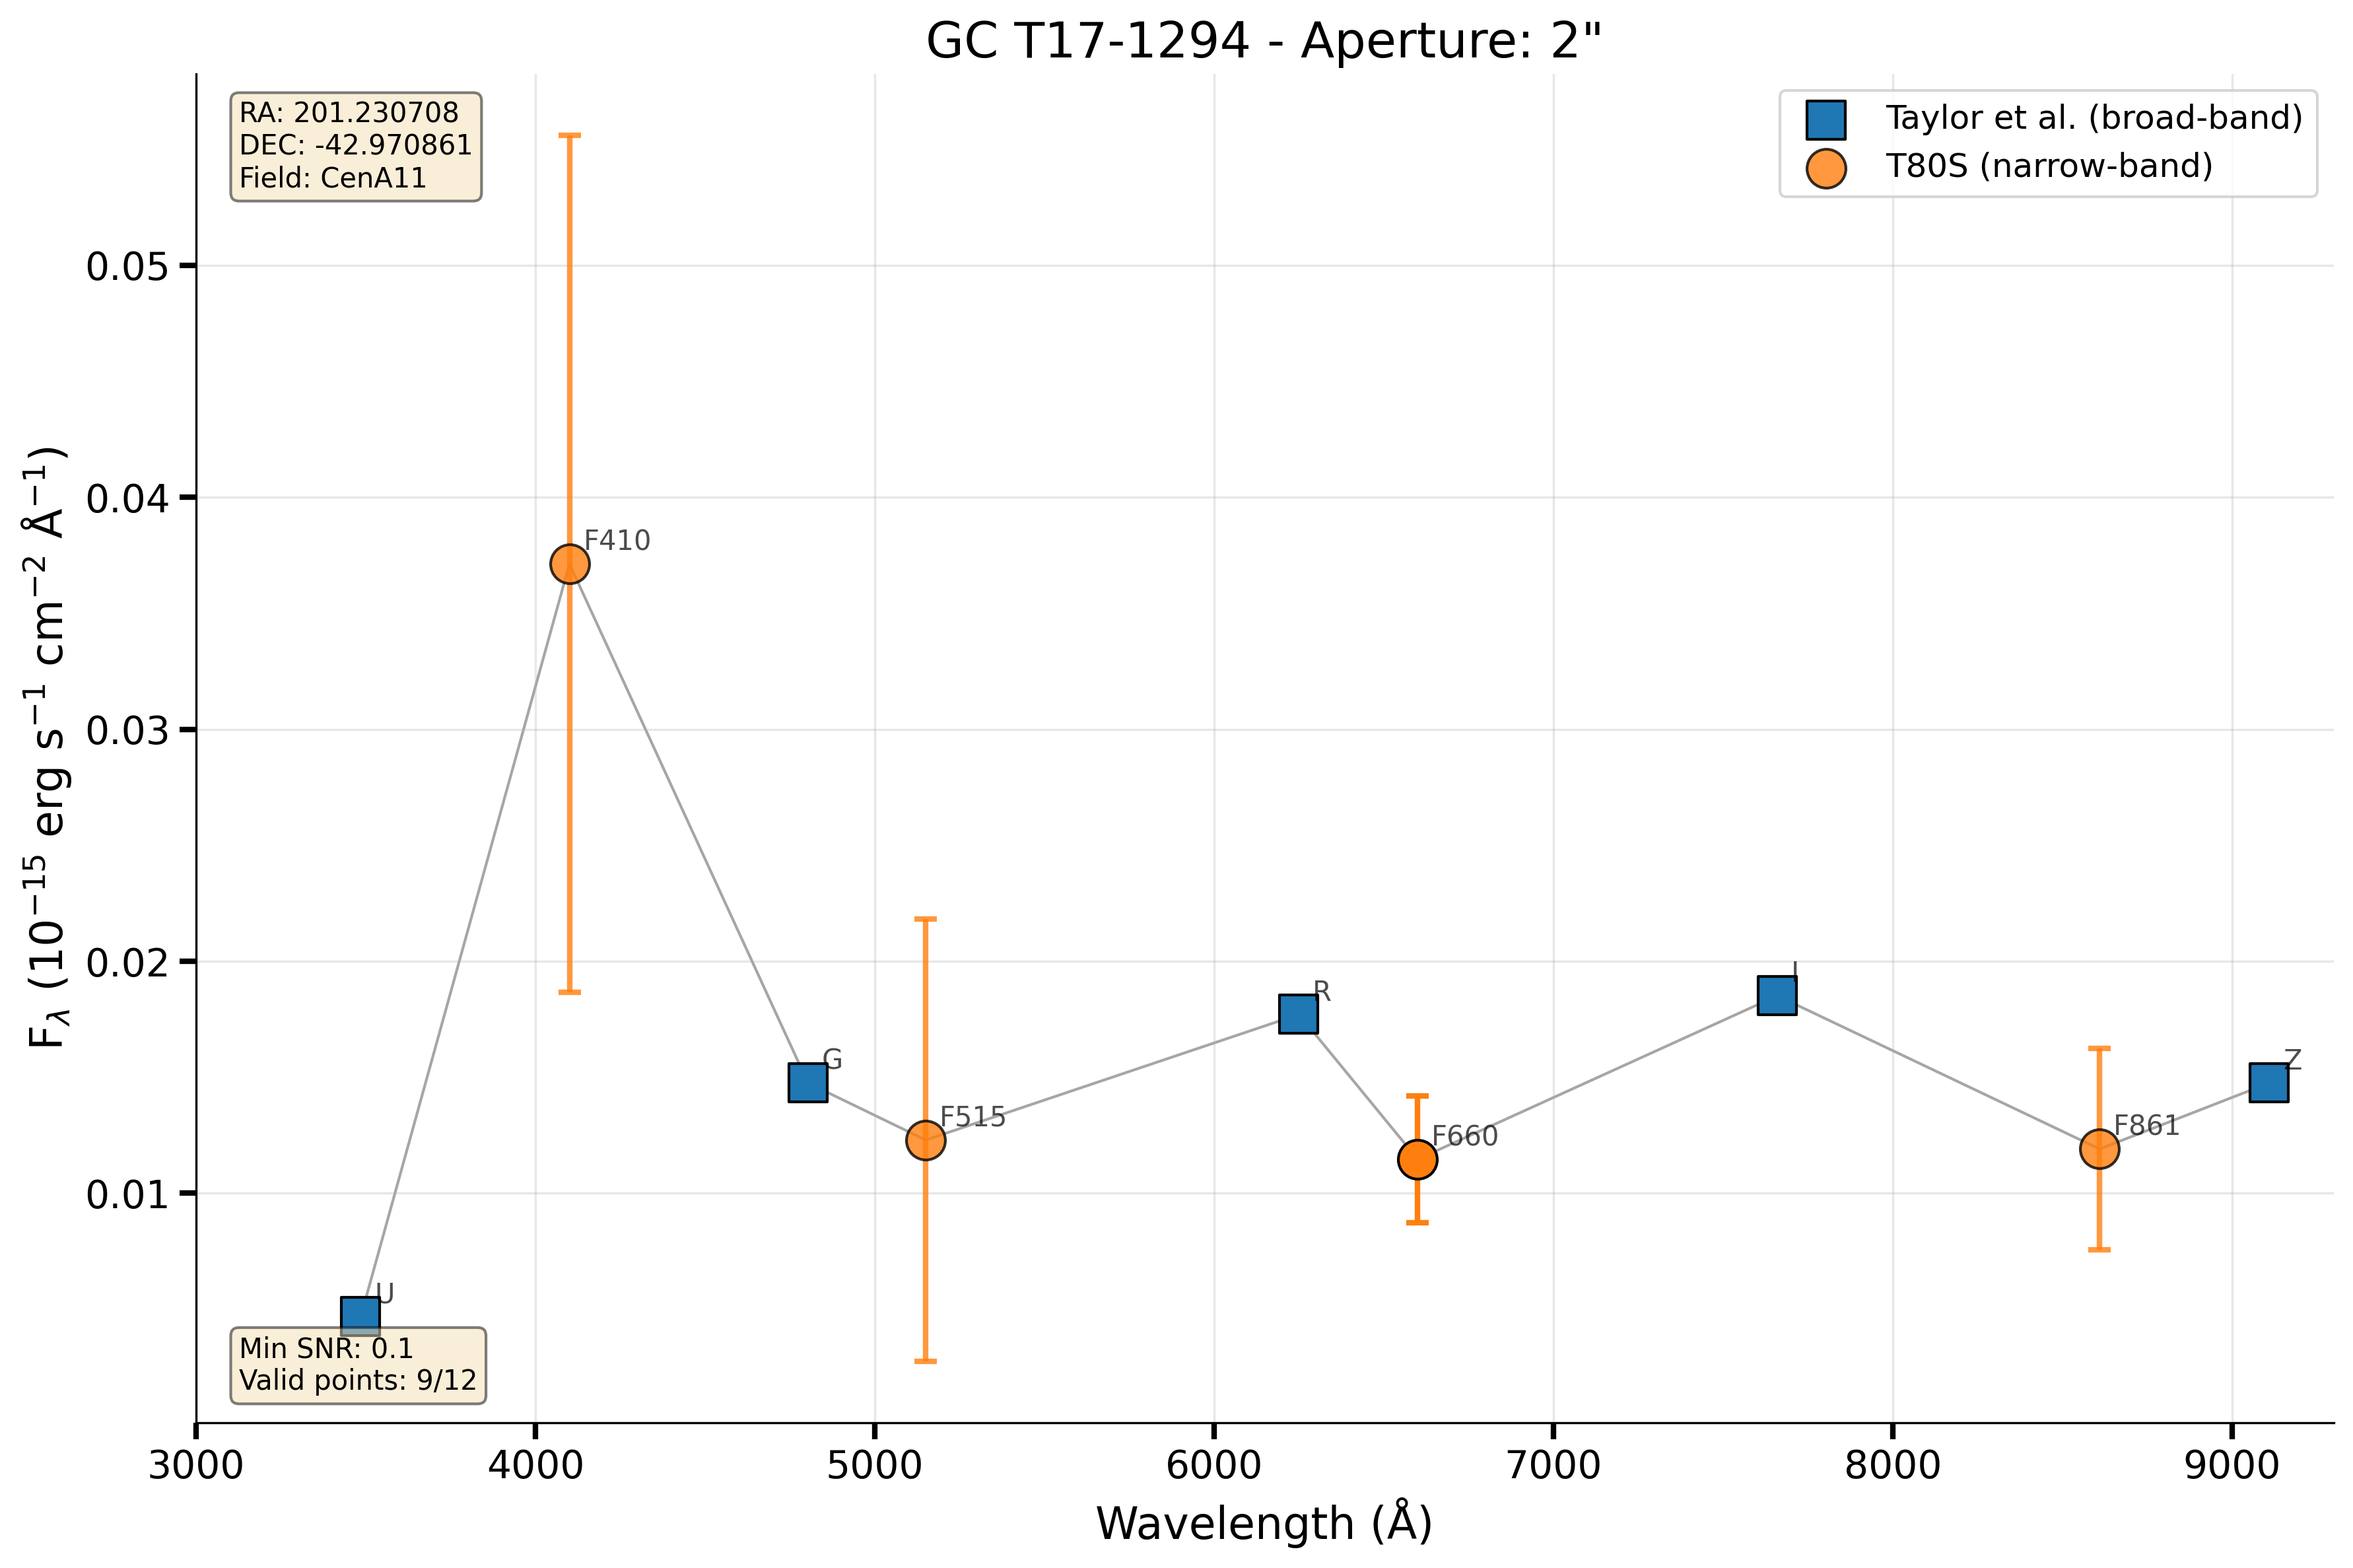 GC T17-1294 - Aperture: 2"
RA: 201.230708
DEC: -42.970861
Field: CenA11
Taylor et al. (broad-band)
T80S (narrow-band)
F$_{\lambda}$ (10$^{-15}$ erg s$^{-1}$ cm$^{-2}$ Å$^{-1}$)
0.05
0.04
0.03
0.02
0.01
F410
I
R
G
F515
F660
F861
Z
U
Min SNR: 0.1
Valid points: 9/12
3000 4000 5000 6000 7000 8000 9000
Wavelength (Å)